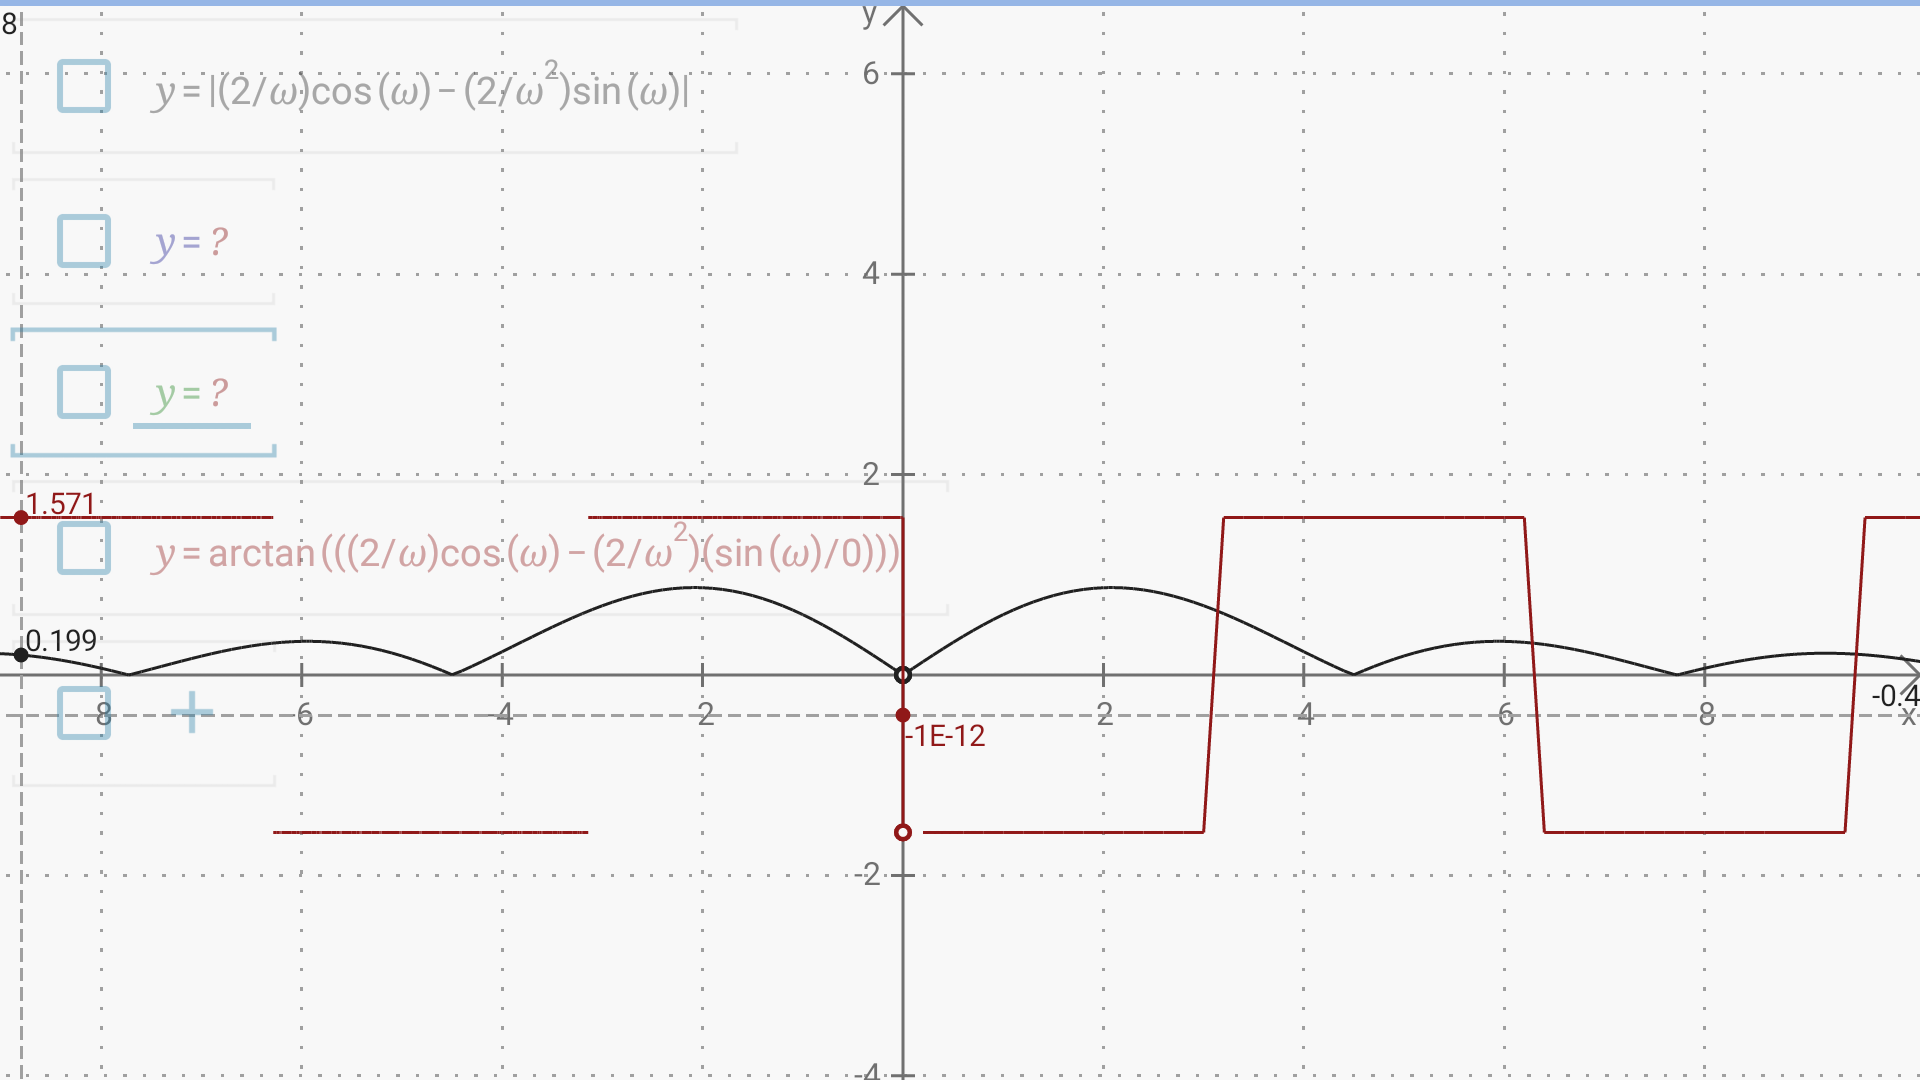 8
y
6
y=|(2/ω)cos(ω)−(2/ω²)sin(ω)|
y=?
4
y=?
2
1.571
y=arctan(((2/ω)cos(ω)−(2/ω²)(sin(ω)/0)))
0.199
-0.4
8 -6 -4 -2 2 4 6 8 x
-1E-12
-2
-4